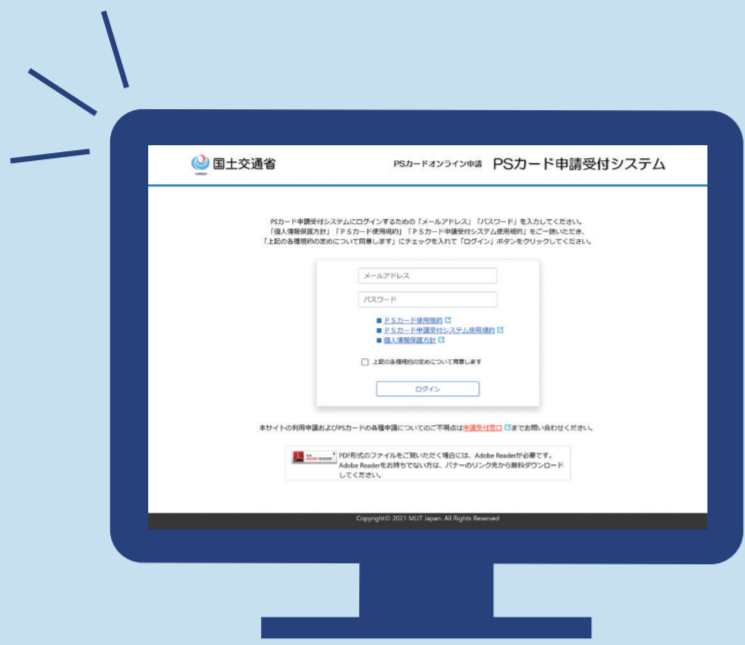 国土交通省
PSカードオンライン申請 PSカード申請受付システム
PSカード申請受付システムにログインするための「メールアドレス」「パスワード」を入力してください。
「個人情報保護方針」「ＰＳカード使用規約」「ＰＳカード申請受付システム使用規約」をご一読いただき、
「上記の各種規約の定めについて同意します」にチェックを入れて「ログイン」ボタンをクリックしてください。
メールアドレス
パスワード
■ ＰＳカード使用規約
■ ＰＳカード申請受付システム使用規約
■ 個人情報保護方針
上記の各種規約の定めについて同意します
ログイン
本サイトの利用申請およびPSカードの各種申請についてのご不明点は申請受付窓口までお問い合わせください。
PDF形式のファイルをご覧いただく場合には、Adobe Readerが必要です。
Adobe Readerをお持ちでない方は、バナーのリンク先から無料ダウンロード
してください。
Copyright© 2021 MLIT Japan. All Rights Reserved